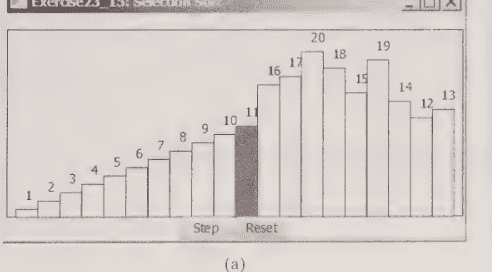 Exercise23_15: Selection Sort
1 2 3 4 5 6 7 8 9 10 11 16 17 20 18 15 19 14 12 13
Step Reset
(a)